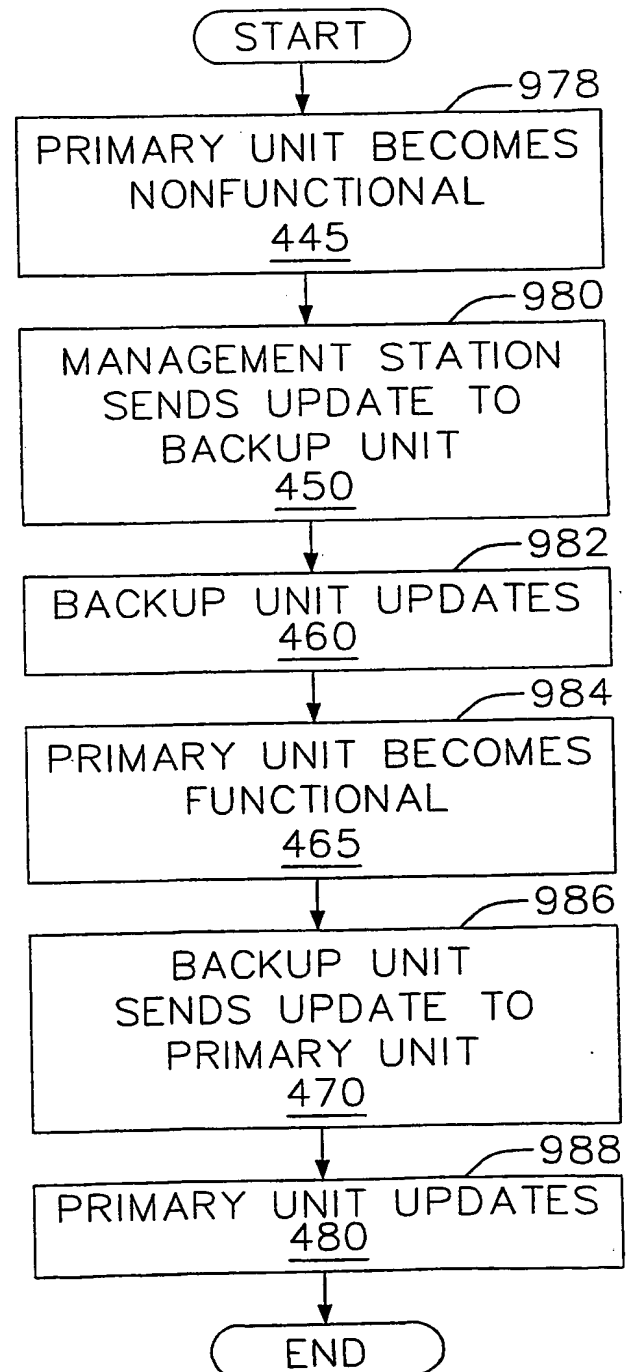 START
978
PRIMARY UNIT BECOMES
NONFUNCTIONAL
445
980
MANAGEMENT STATION
SENDS UPDATE TO
BACKUP UNIT
450
982
BACKUP UNIT UPDATES
460
984
PRIMARY UNIT BECOMES
FUNCTIONAL
465
986
BACKUP UNIT
SENDS UPDATE TO
PRIMARY UNIT
470
988
PRIMARY UNIT UPDATES
480
END